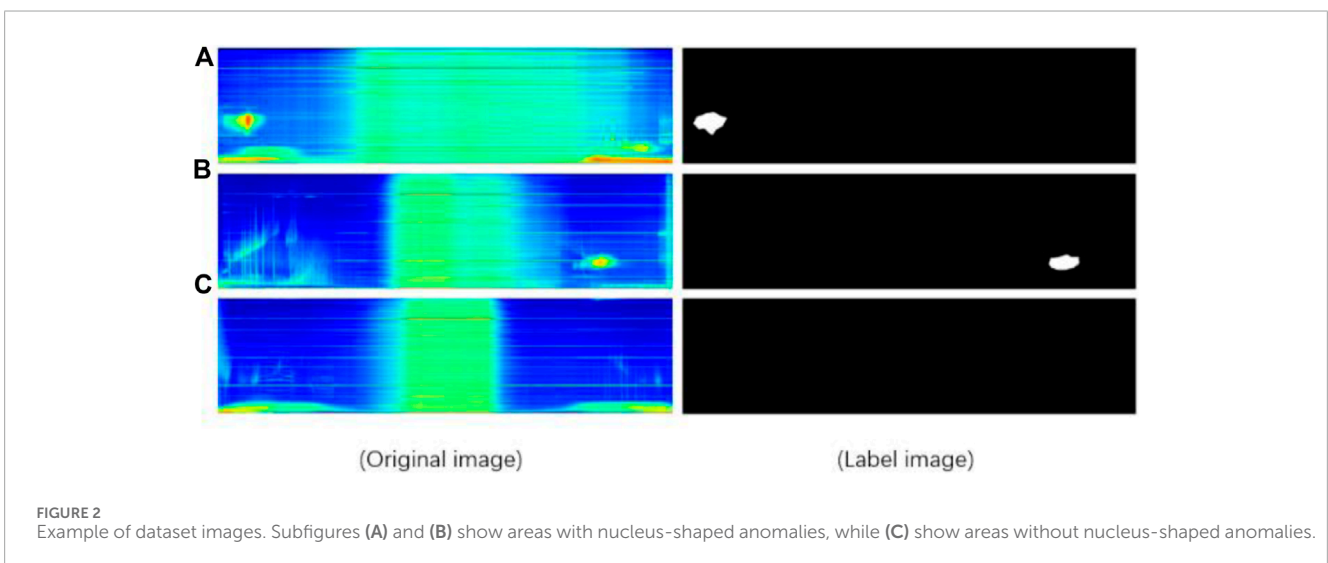 A
B
C
(Original image)
(Label image)
FIGURE 2
Example of dataset images. Subfigures (A) and (B) show areas with nucleus-shaped anomalies, while (C) show areas without nucleus-shaped anomalies.